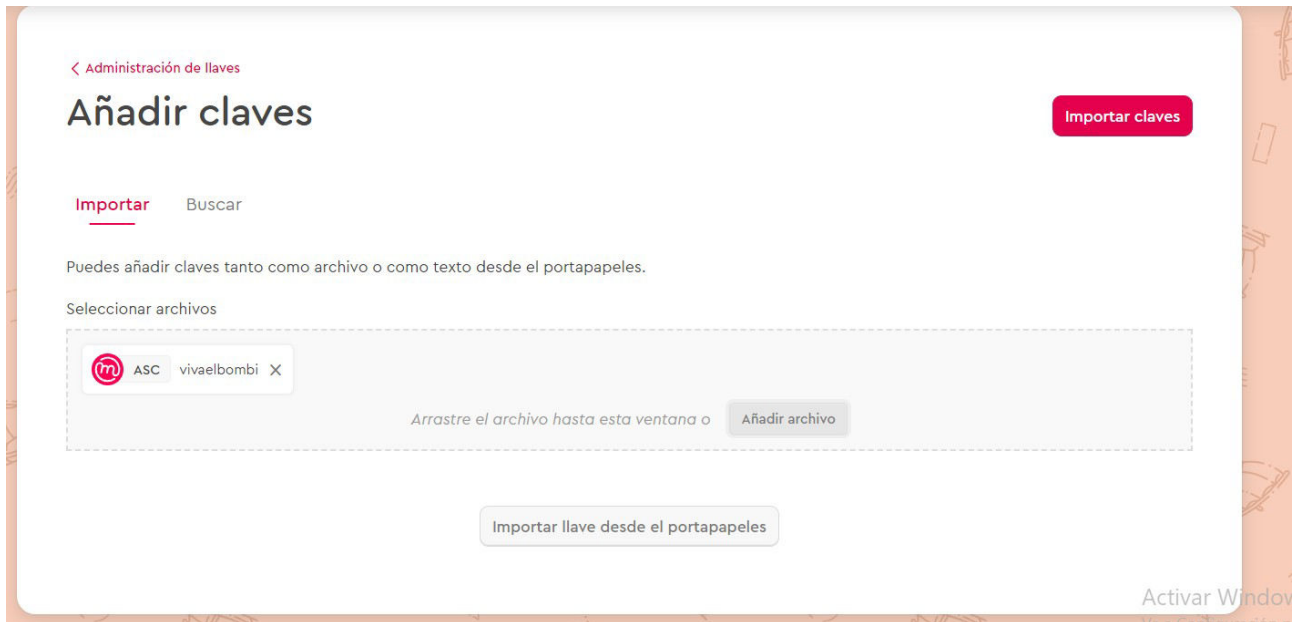 Administración de llaves
Añadir claves
Importar claves
Importar Buscar
Puedes añadir claves tanto como archivo o como texto desde el portapapeles.
Seleccionar archivos
m ASC vivaelbombi
Arrastre el archivo hasta esta ventana o Añadir archivo
Importar llave desde el portapapeles
Activar Window